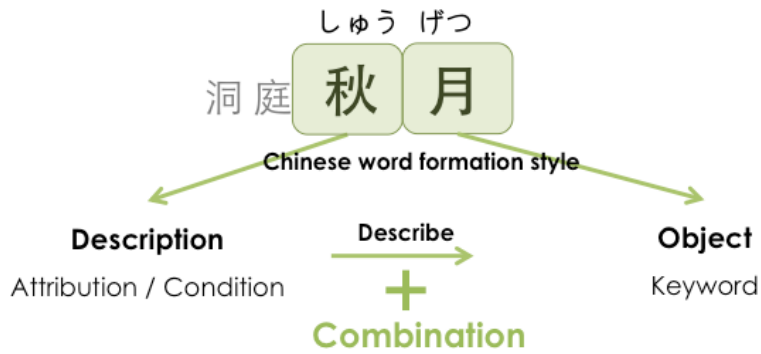 しゅう げつ
洞庭秋月
Chinese word formation style
Description
Describe
Object
Attribution / Condition
Keyword
+
Combination